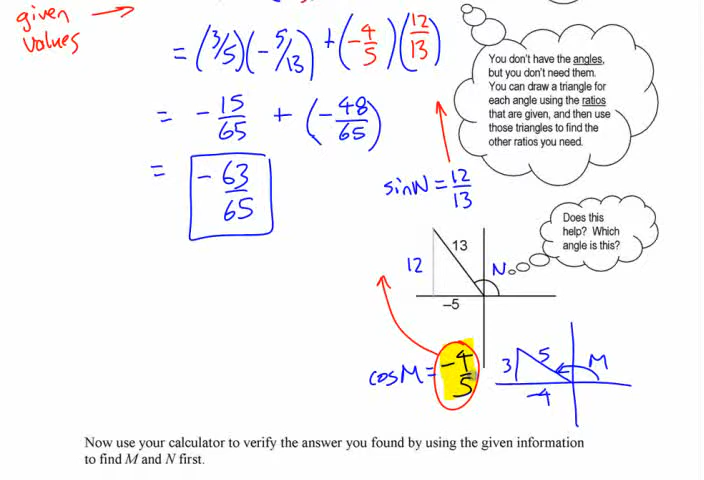 given
values
= (3/5)(-5/13) + (-4/5)(12/13)
You don't have the angles,
but you don't need them.
You can draw a triangle for
each angle using the ratios
that are given, and then use
those triangles to find the
other ratios you need.
= -15/65 + (-48/65)
= -63/65
sinN = 12/13
Does this
help? Which
angle is this?
13
12
N
-5
cosM = -4/5
3
5
M
-4
Now use your calculator to verify the answer you found by using the given information
to find M and N first.